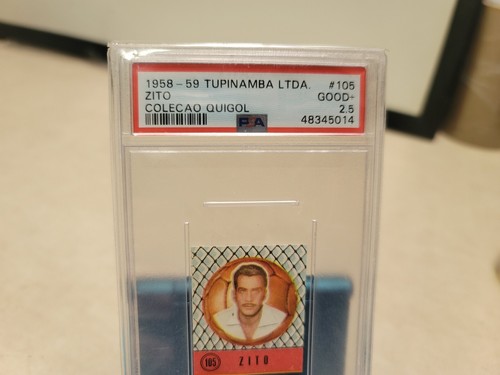 1958-59 TUPINAMBA LTDA. #105
ZITO GOOD+
COLECAO QUIGOL 2.5
PSA 48345014
105 ZITO